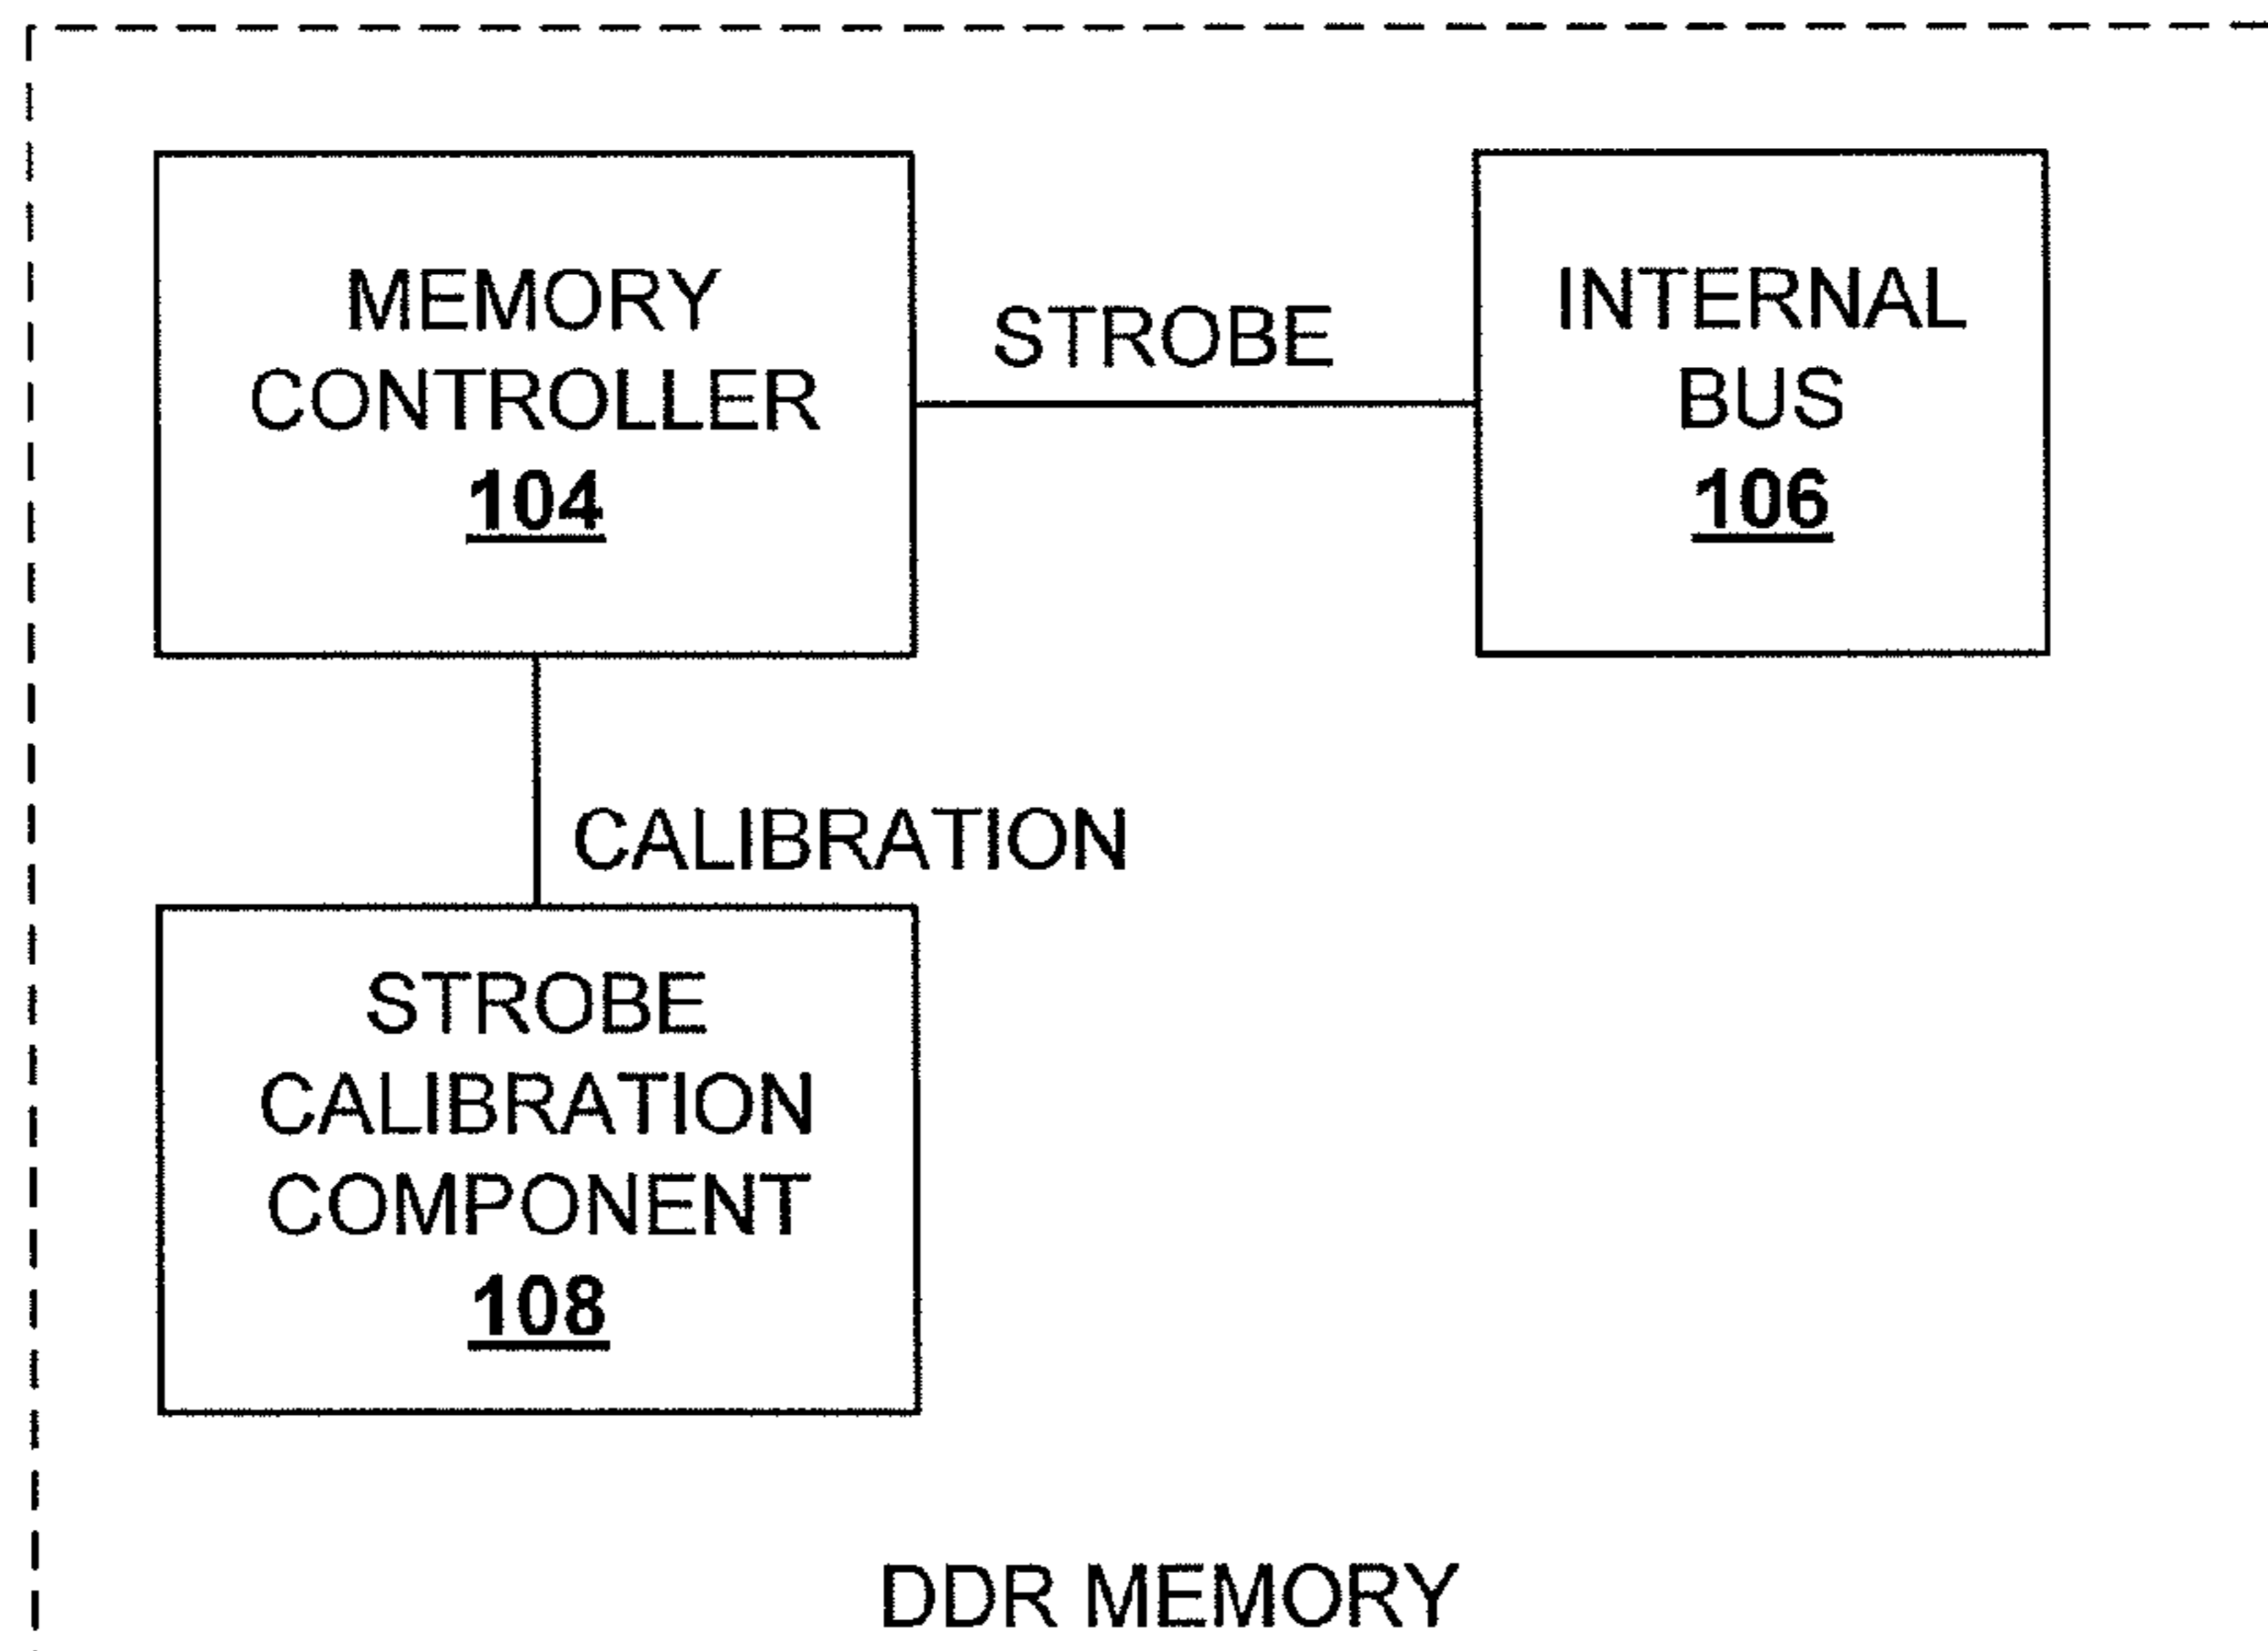 MEMORY
CONTROLLER
104
STROBE
INTERNAL
BUS
106
CALIBRATION
STROBE
CALIBRATION
COMPONENT
108
DDR MEMORY